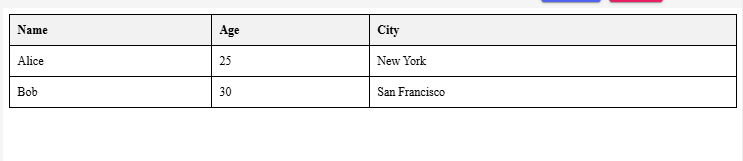 Name Age City
Alice 25 New York
Bob 30 San Francisco